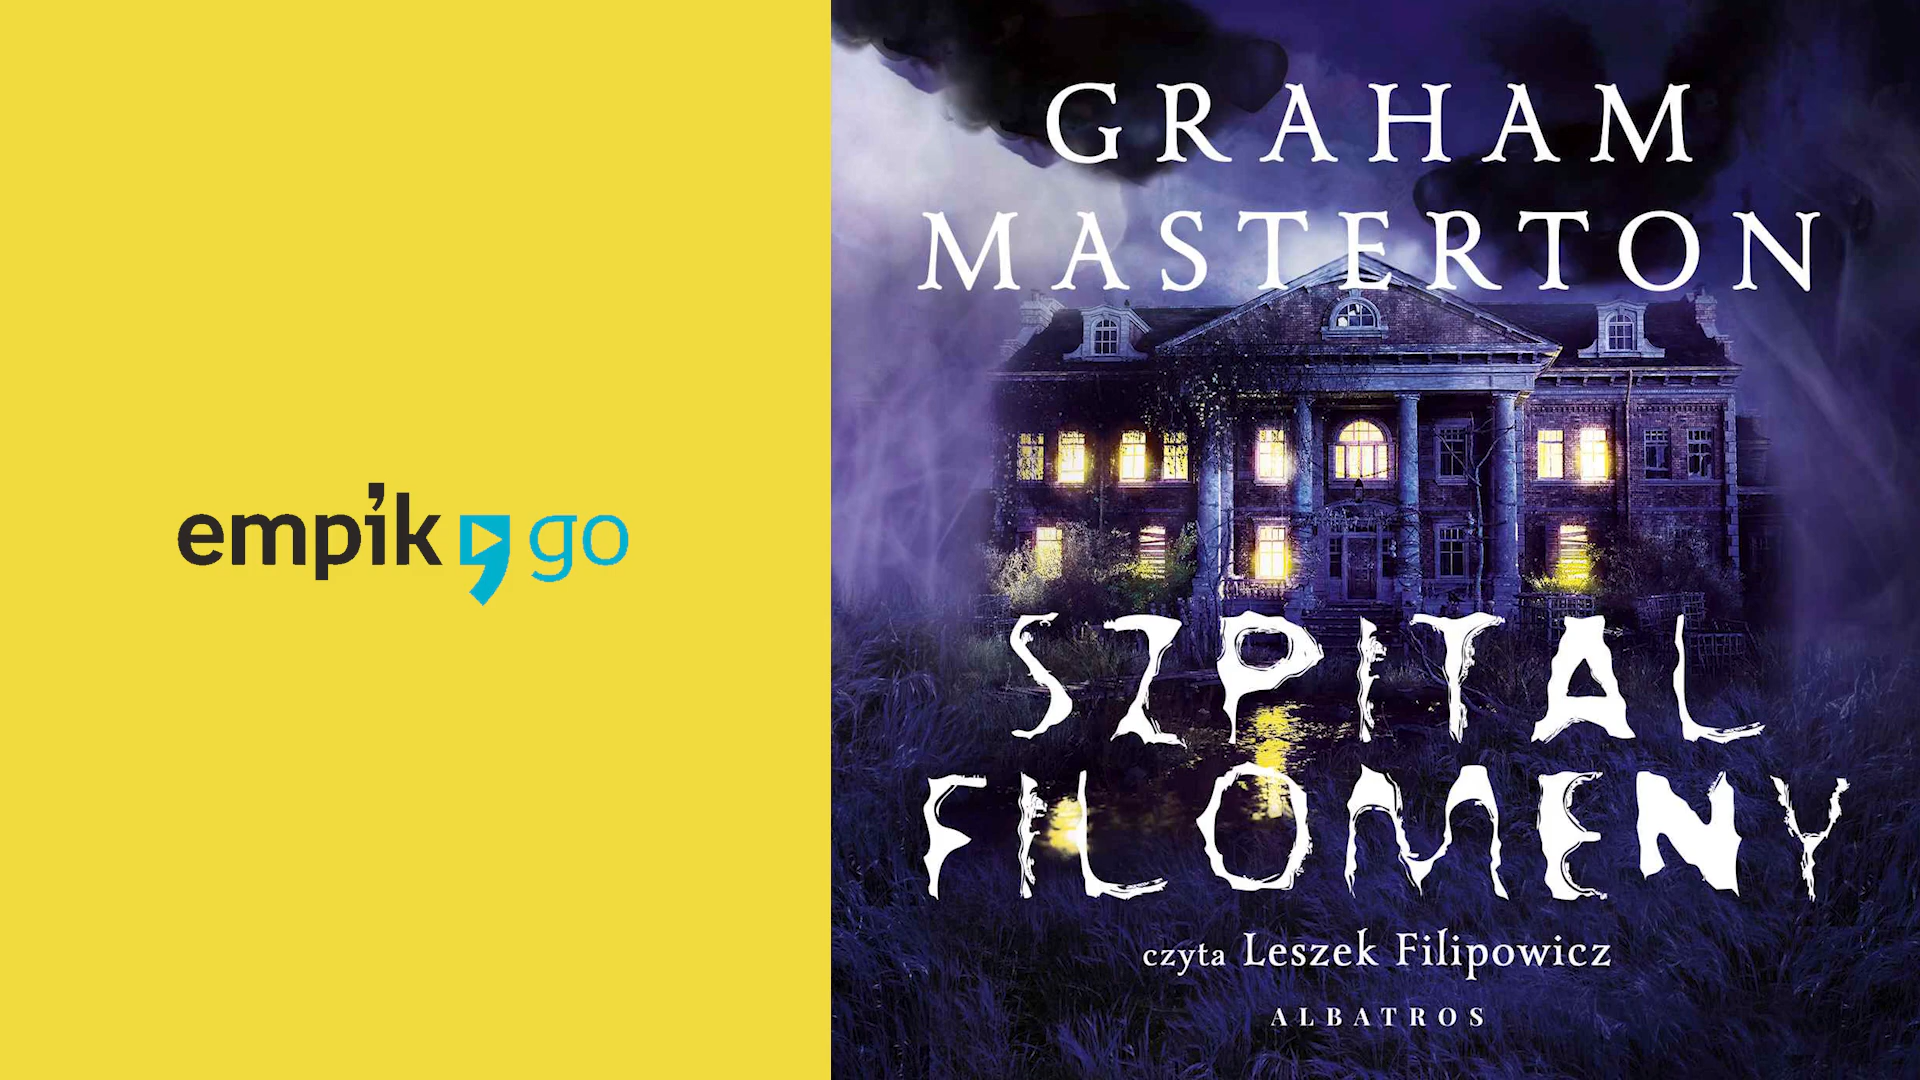 empik go
GRAHAM
MASTERTON
SZPITAL
FILOMENY
czyta Leszek Filipowicz
ALBATROS